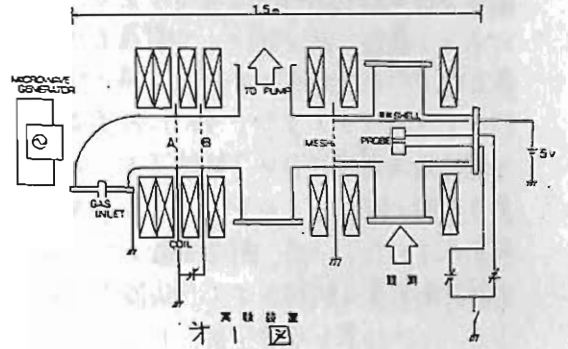 1.5m
MICROWAVE
GENERATOR
TO PUMP
SHELL
A
B
MESH
PROBE
5V
GAS
INLET
COIL
実験装置
オ1図